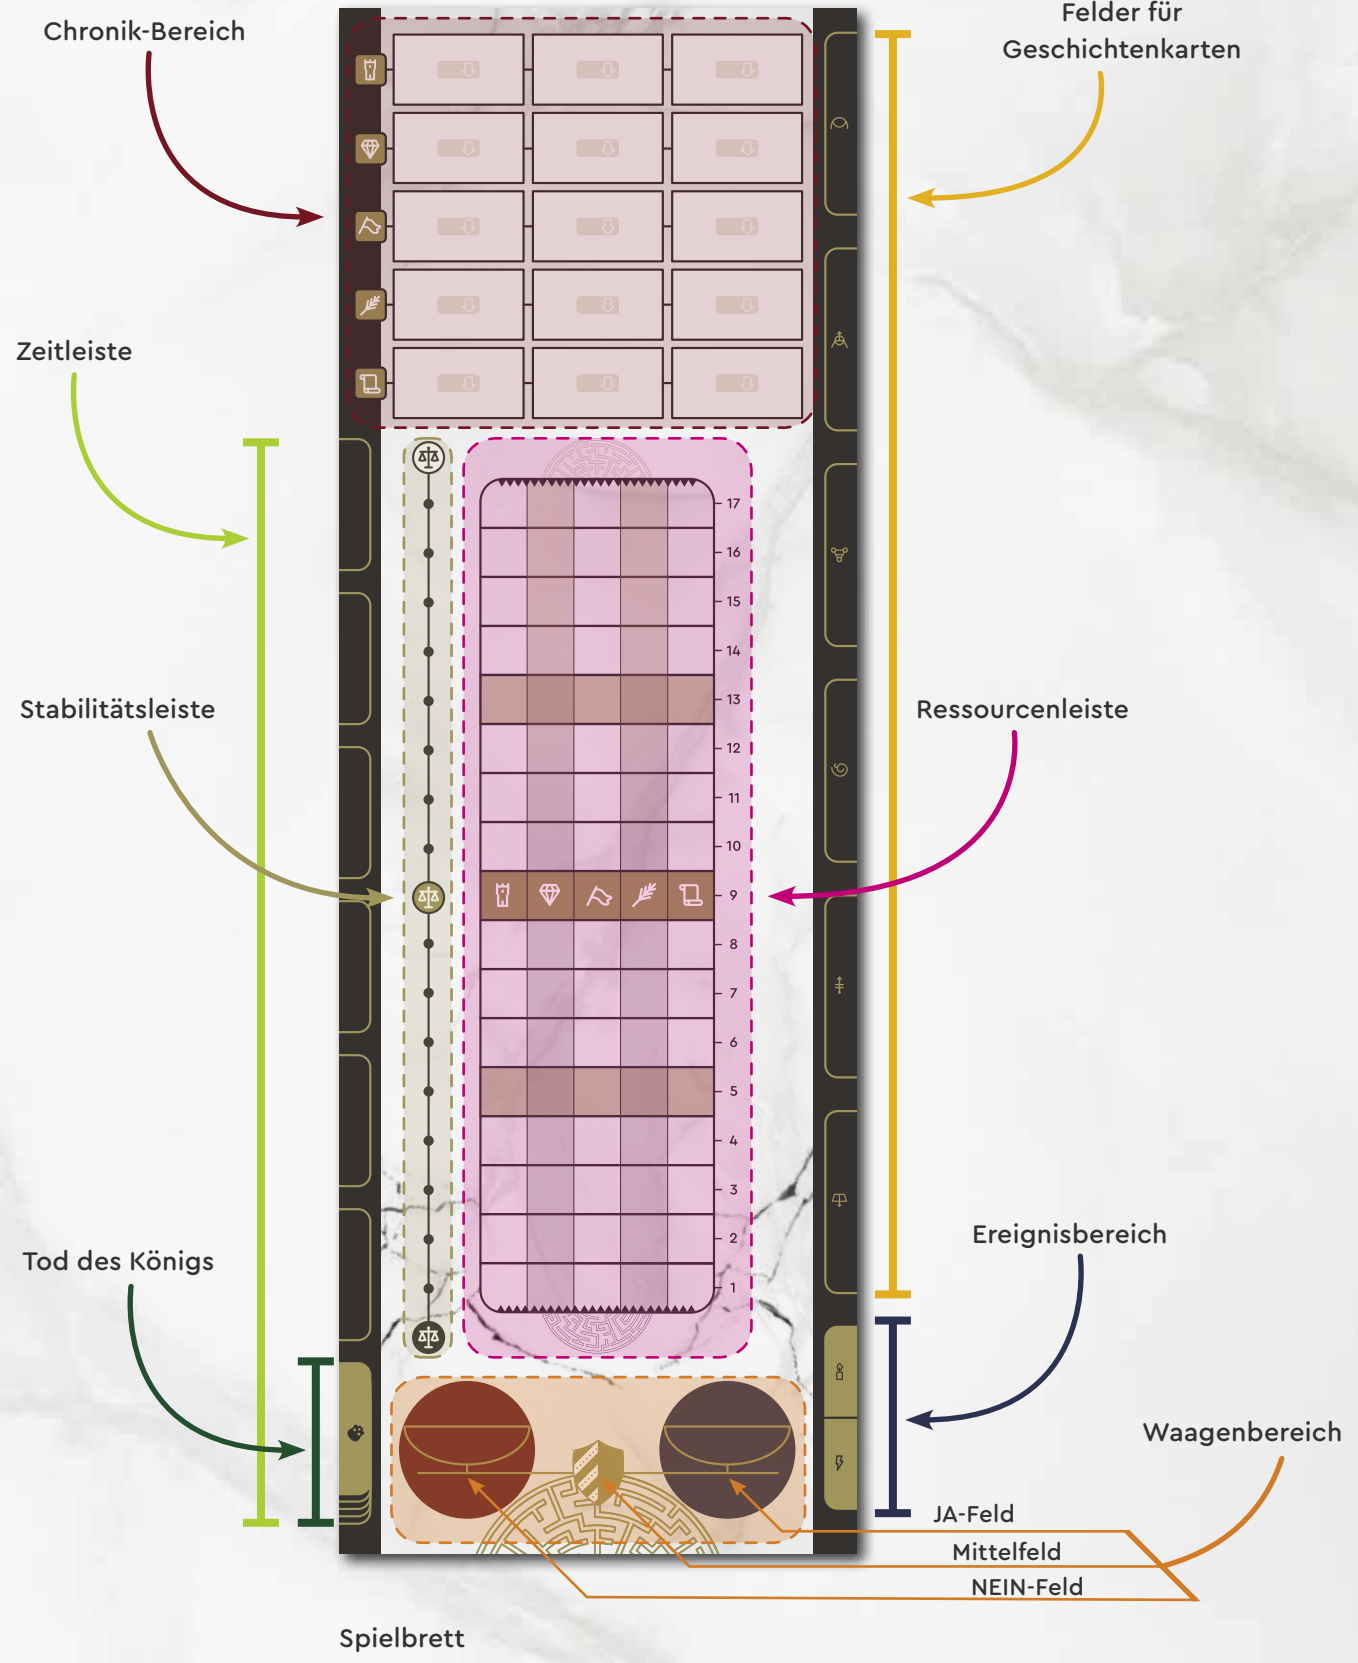 Chronik-Bereich
Felder für
Geschichtenkarten
Zeitleiste
17
16
15
14
13
12
11
10
9
8
7
6
5
4
3
2
1
Stabilitätsleiste
Ressourcenleiste
Tod des Königs
Ereignisbereich
Waagenbereich
JA-Feld
Mittelfeld
NEIN-Feld
Spielbrett